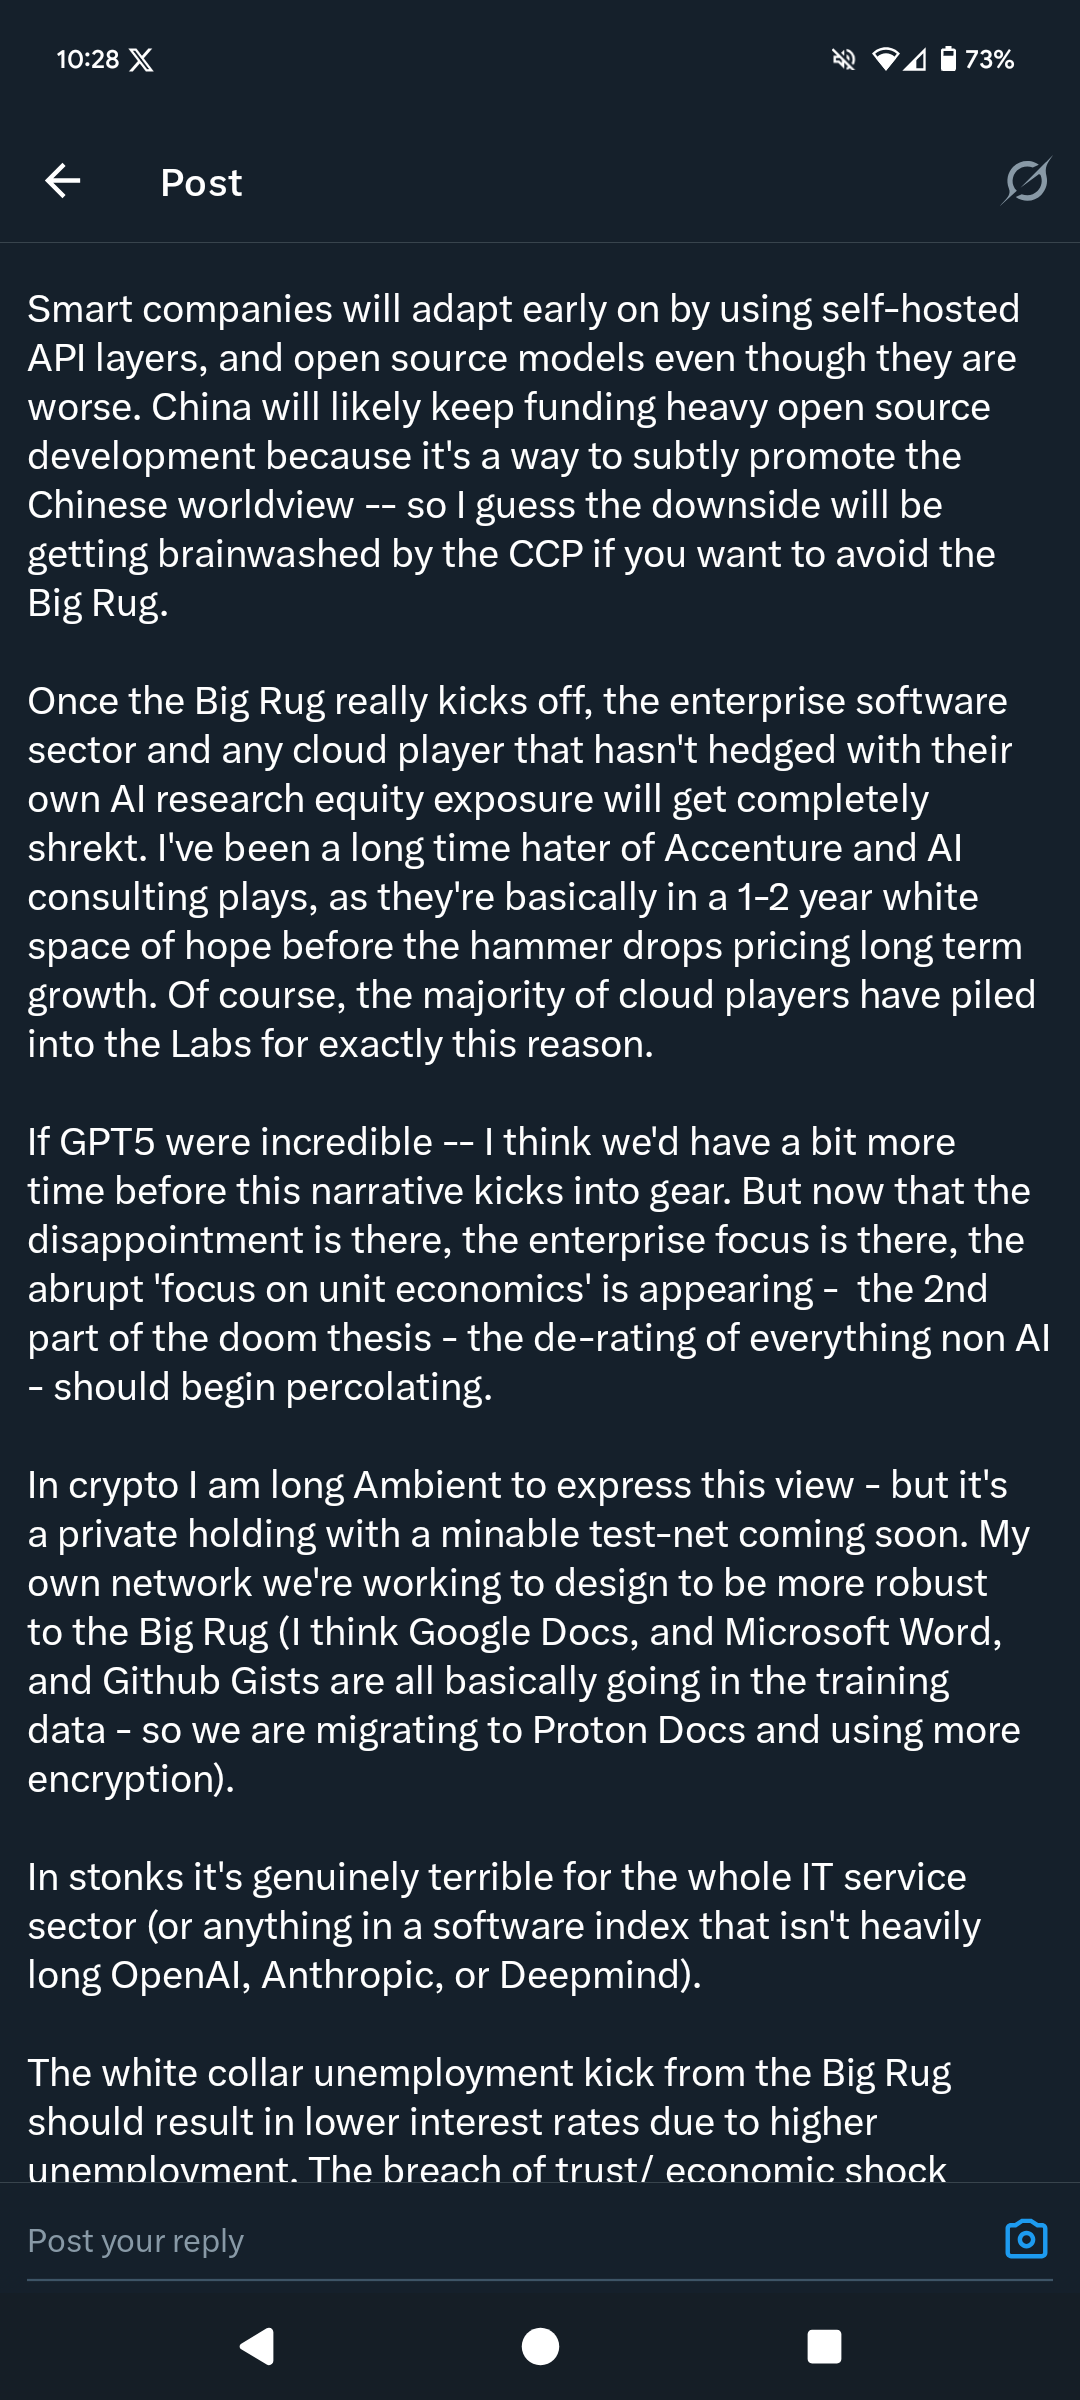 10:28
73%
Post
Smart companies will adapt early on by using self-hosted
API layers, and open source models even though they are
worse. China will likely keep funding heavy open source
development because it's a way to subtly promote the
Chinese worldview -- so I guess the downside will be
getting brainwashed by the CCP if you want to avoid the
Big Rug.
Once the Big Rug really kicks off, the enterprise software
sector and any cloud player that hasn't hedged with their
own AI research equity exposure will get completely
shrekt. I've been a long time hater of Accenture and AI
consulting plays, as they're basically in a 1-2 year white
space of hope before the hammer drops pricing long term
growth. Of course, the majority of cloud players have piled
into the Labs for exactly this reason.
If GPT5 were incredible -- I think we'd have a bit more
time before this narrative kicks into gear. But now that the
disappointment is there, the enterprise focus is there, the
abrupt 'focus on unit economics' is appearing -  the 2nd
part of the doom thesis - the de-rating of everything non AI
- should begin percolating.
In crypto I am long Ambient to express this view - but it's
a private holding with a minable test-net coming soon. My
own network we're working to design to be more robust
to the Big Rug (I think Google Docs, and Microsoft Word,
and Github Gists are all basically going in the training
data - so we are migrating to Proton Docs and using more
encryption).
In stonks it's genuinely terrible for the whole IT service
sector (or anything in a software index that isn't heavily
long OpenAI, Anthropic, or Deepmind).
The white collar unemployment kick from the Big Rug
should result in lower interest rates due to higher
unemployment. The breach of trust/ economic shock
Post your reply